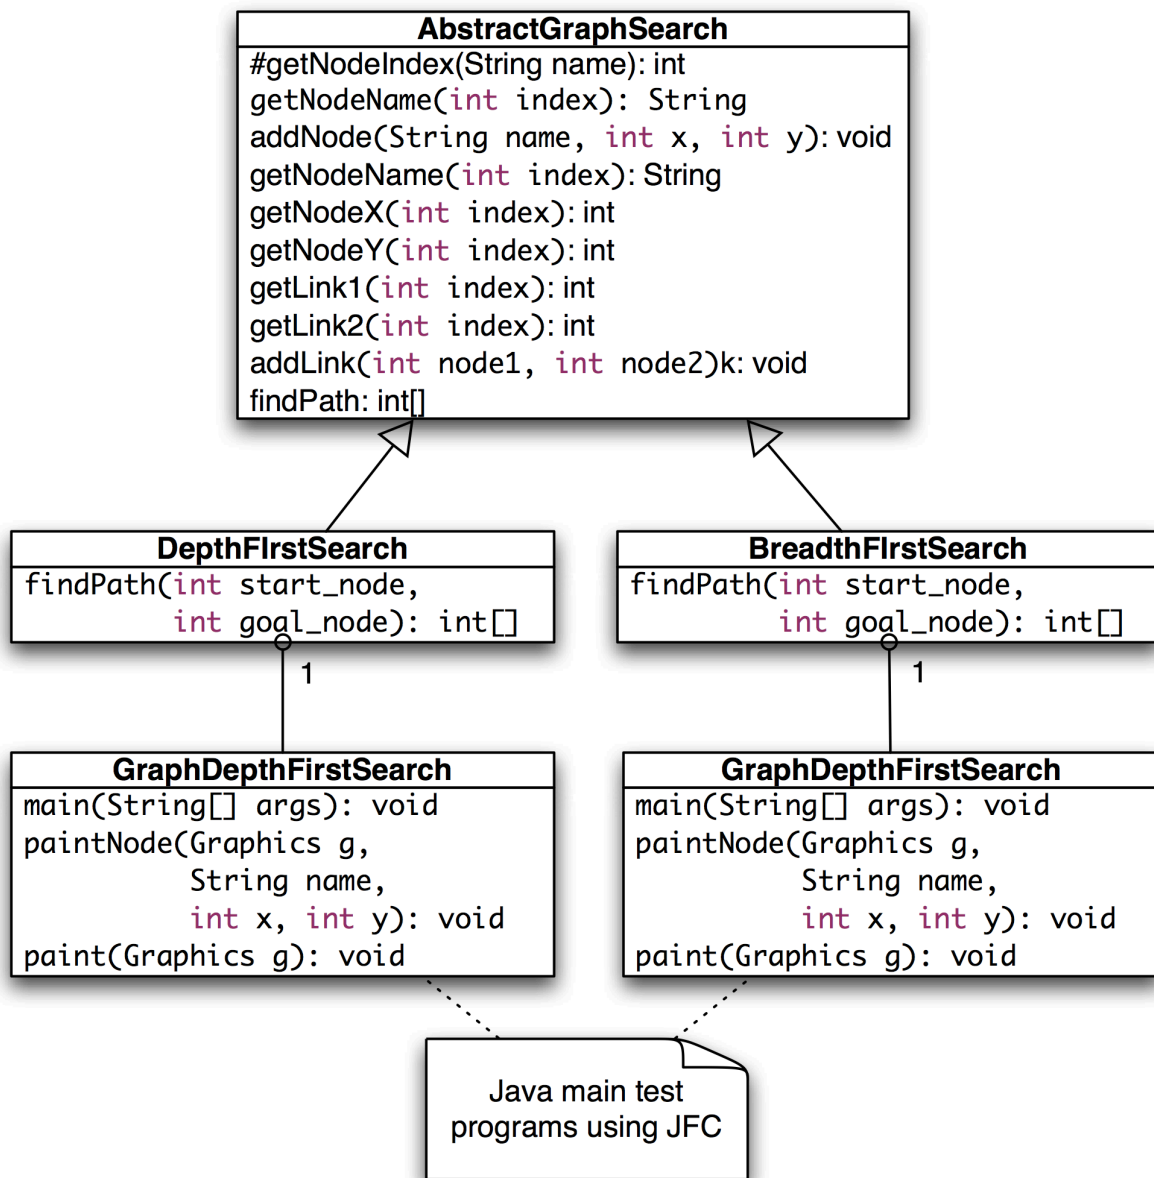 AbstractGraphSearch
#getNodeIndex(String name): int
getNodeName(int index): String
addNode(String name, int x, int y): void
getNodeName(int index): String
getNodeX(int index): int
getNodeY(int index): int
getLink1(int index): int
getLink2(int index): int
addLink(int node1, int node2)k: void
findPath: int[]
DepthFIrstSearch
findPath(int start_node,
int goal_node): int[]
1
BreadthFIrstSearch
findPath(int start_node,
int goal_node): int[]
1
GraphDepthFirstSearch
main(String[] args): void
paintNode(Graphics g,
String name,
int x, int y): void
paint(Graphics g): void
GraphDepthFirstSearch
main(String[] args): void
paintNode(Graphics g,
String name,
int x, int y): void
paint(Graphics g): void
Java main test
programs using JFC